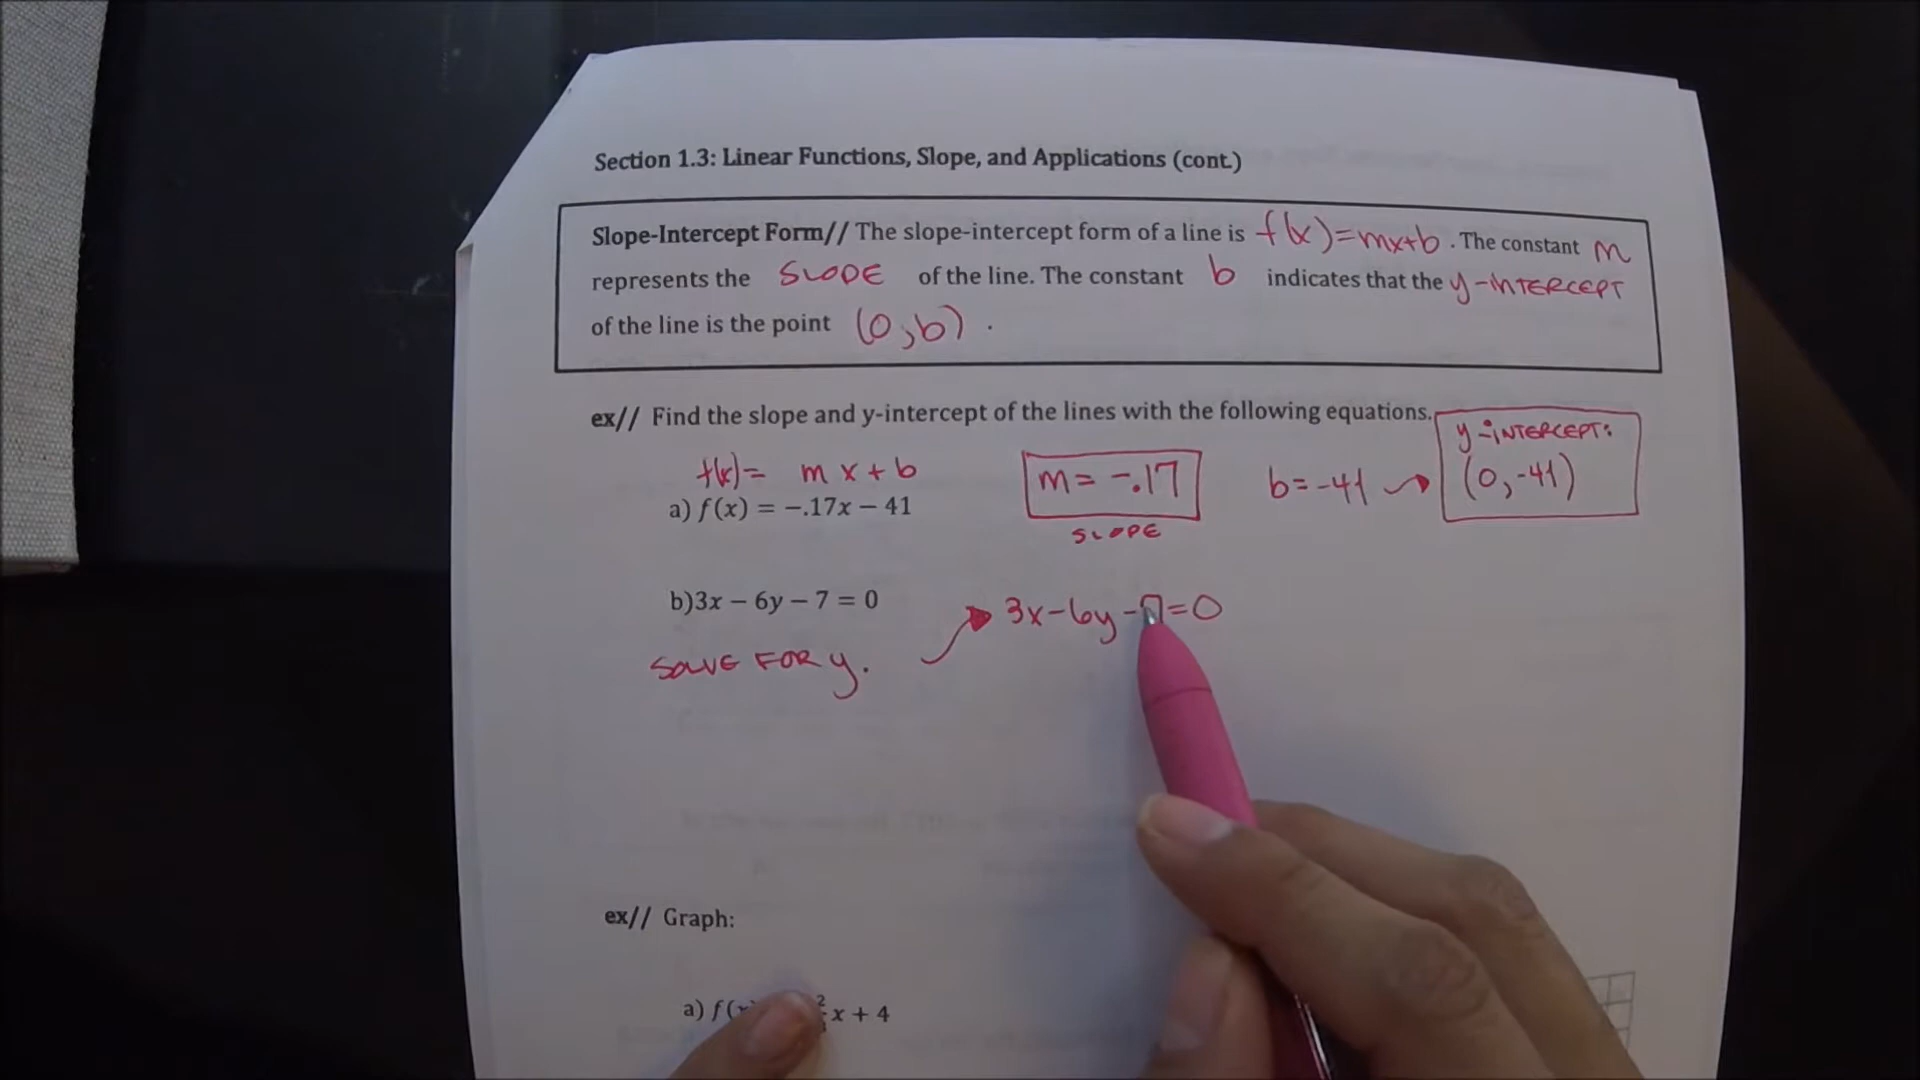 Section 1.3: Linear Functions, Slope, and Applications (cont.)
Slope-Intercept Form// The slope-intercept form of a line is f(x)=mx+b. The constant m
represents the SLOPE of the line. The constant b indicates that the y-INTERCEPT
of the line is the point (0,b).
ex// Find the slope and y-intercept of the lines with the following equations.
y-INTERCEPT:
f(x)= mx+b
m=-.17
b=-41
(0,-41)
a) f(x) = −.17x − 41
SLOPE
b)3x − 6y − 7 = 0
3x-6y-7=0
SOLVE FOR y.
ex// Graph:
a) f(x x + 4